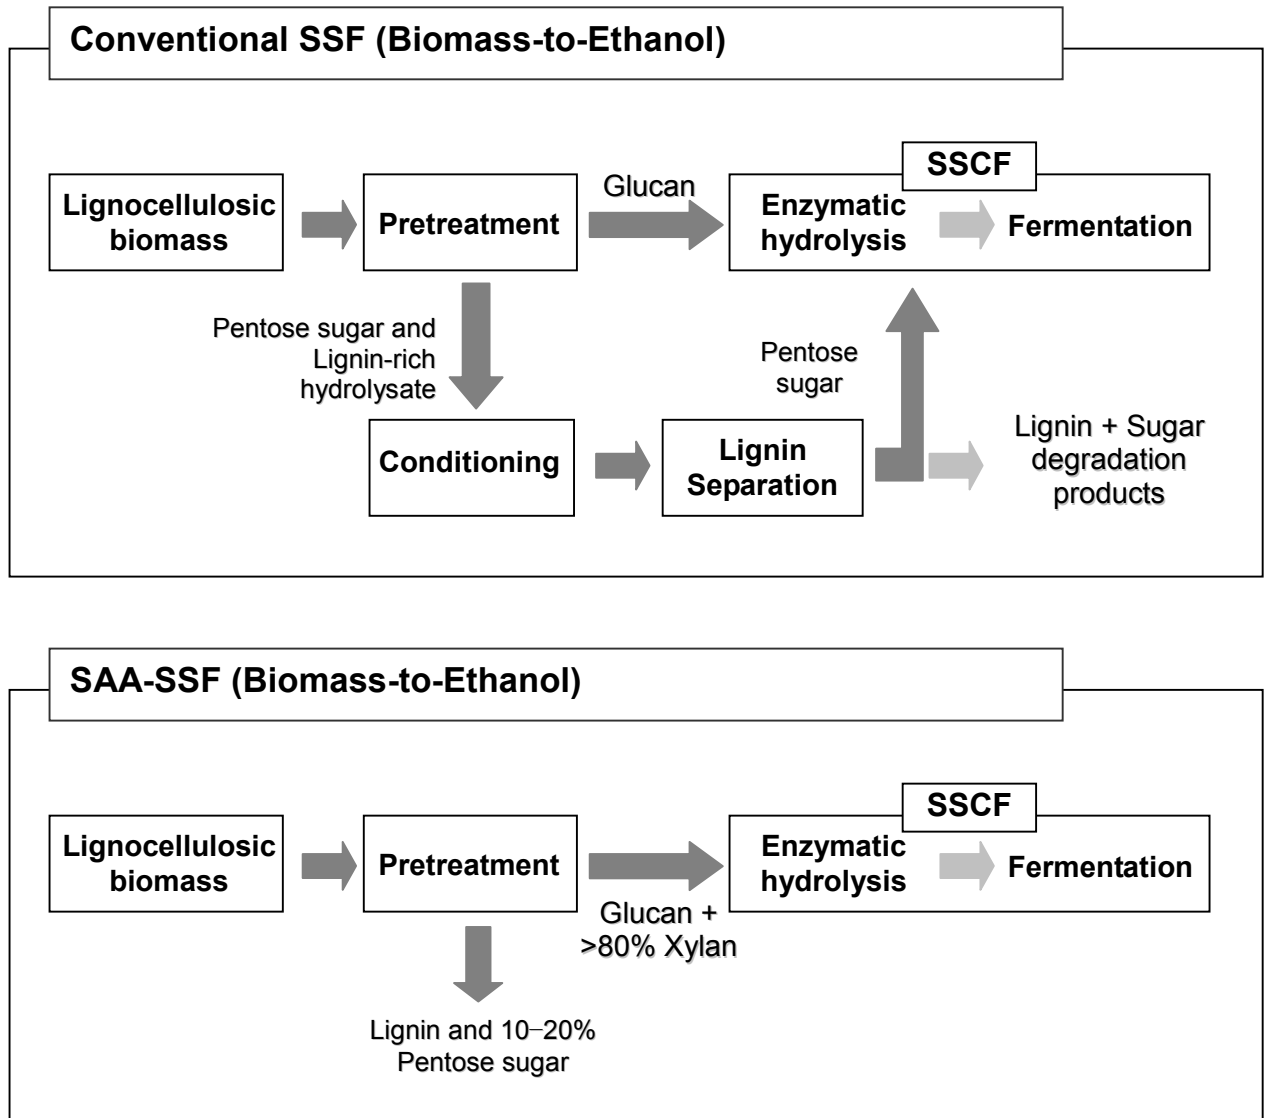 Conventional SSF (Biomass-to-Ethanol)
SSCF
Lignocellulosic
biomass
Pretreatment
Glucan
Enzymatic
hydrolysis
Fermentation
Pentose sugar and
Lignin-rich
hydrolysate
Pentose
sugar
Conditioning
Lignin
Separation
Lignin + Sugar
degradation
products
SAA-SSF (Biomass-to-Ethanol)
SSCF
Lignocellulosic
biomass
Pretreatment
Glucan +
>80% Xylan
Enzymatic
hydrolysis
Fermentation
Lignin and 10–20%
Pentose sugar